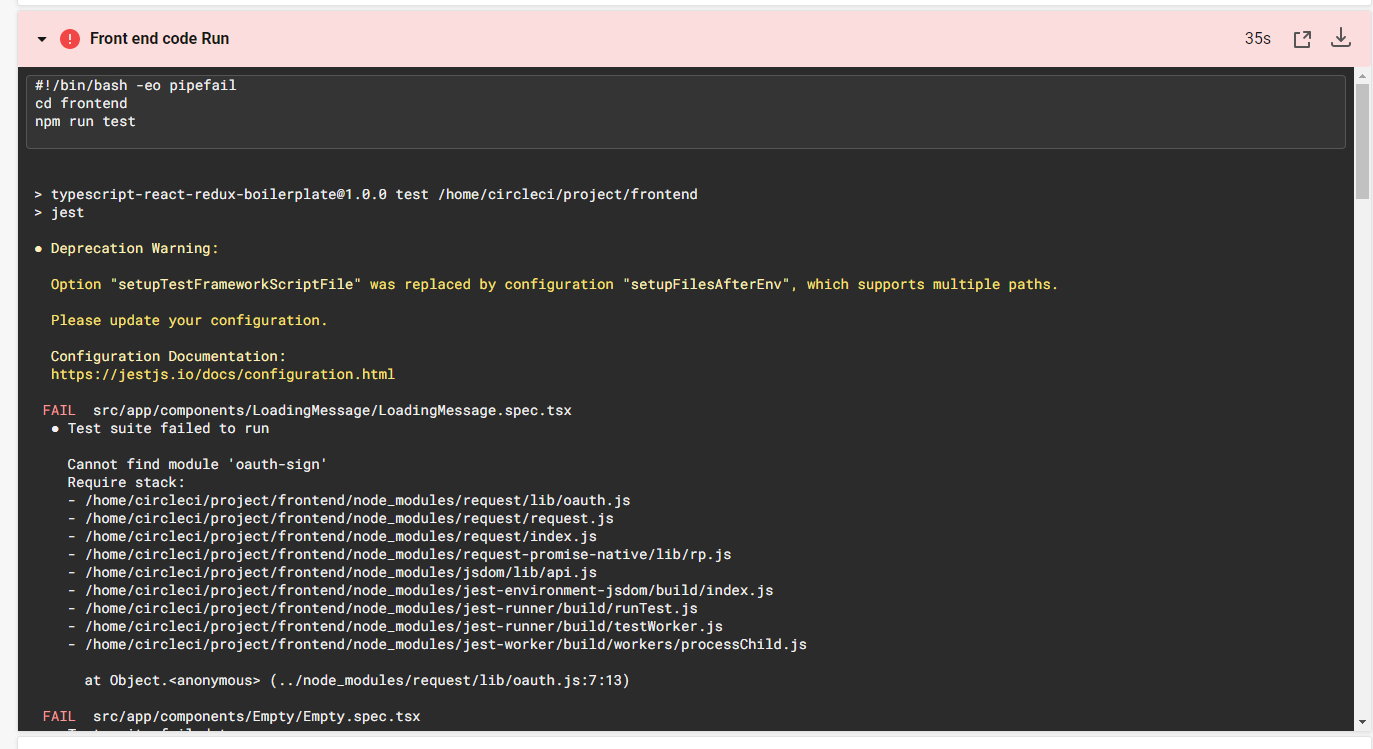 Front end code Run
35s
#!/bin/bash -eo pipefail
cd frontend
npm run test
> typescript-react-redux-boilerplate@1.0.0 test /home/circleci/project/frontend
> jest
● Deprecation Warning:
Option "setupTestFrameworkScriptFile" was replaced by configuration "setupFilesAfterEnv", which supports multiple paths.
Please update your configuration.
Configuration Documentation:
https://jestjs.io/docs/configuration.html
FAIL src/app/components/LoadingMessage/LoadingMessage.spec.tsx
● Test suite failed to run
Cannot find module 'oauth-sign'
Require stack:
- /home/circleci/project/frontend/node_modules/request/lib/oauth.js
- /home/circleci/project/frontend/node_modules/request/request.js
- /home/circleci/project/frontend/node_modules/request/index.js
- /home/circleci/project/frontend/node_modules/request-promise-native/lib/rp.js
- /home/circleci/project/frontend/node_modules/jsdom/lib/api.js
- /home/circleci/project/frontend/node_modules/jest-environment-jsdom/build/index.js
- /home/circleci/project/frontend/node_modules/jest-runner/build/runTest.js
- /home/circleci/project/frontend/node_modules/jest-runner/build/testWorker.js
- /home/circleci/project/frontend/node_modules/jest-worker/build/workers/processChild.js
at Object.<anonymous> (../node_modules/request/lib/oauth.js:7:13)
FAIL src/app/components/Empty/Empty.spec.tsx